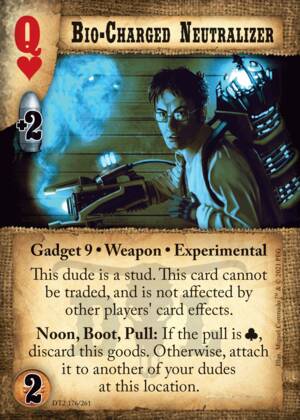 Q
♥
Bio-Charged Neutralizer
+2
Gadget 9 • Weapon • Experimental
This dude is a stud. This card cannot
be traded, and is not affected by
other players' card effects.
Noon, Boot, Pull: If the pull is ♣,
discard this goods. Otherwise, attach
it to another of your dudes
at this location.
2
DT2 176/261